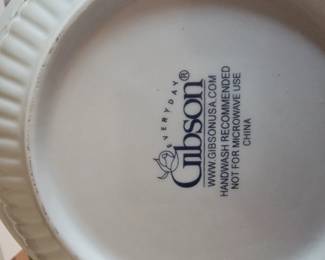 EVERYDAY
Gibson®
WWW.GIBSONUSA.COM
HANDWASH RECOMMENDED
NOT FOR MICROWAVE USE
CHINA